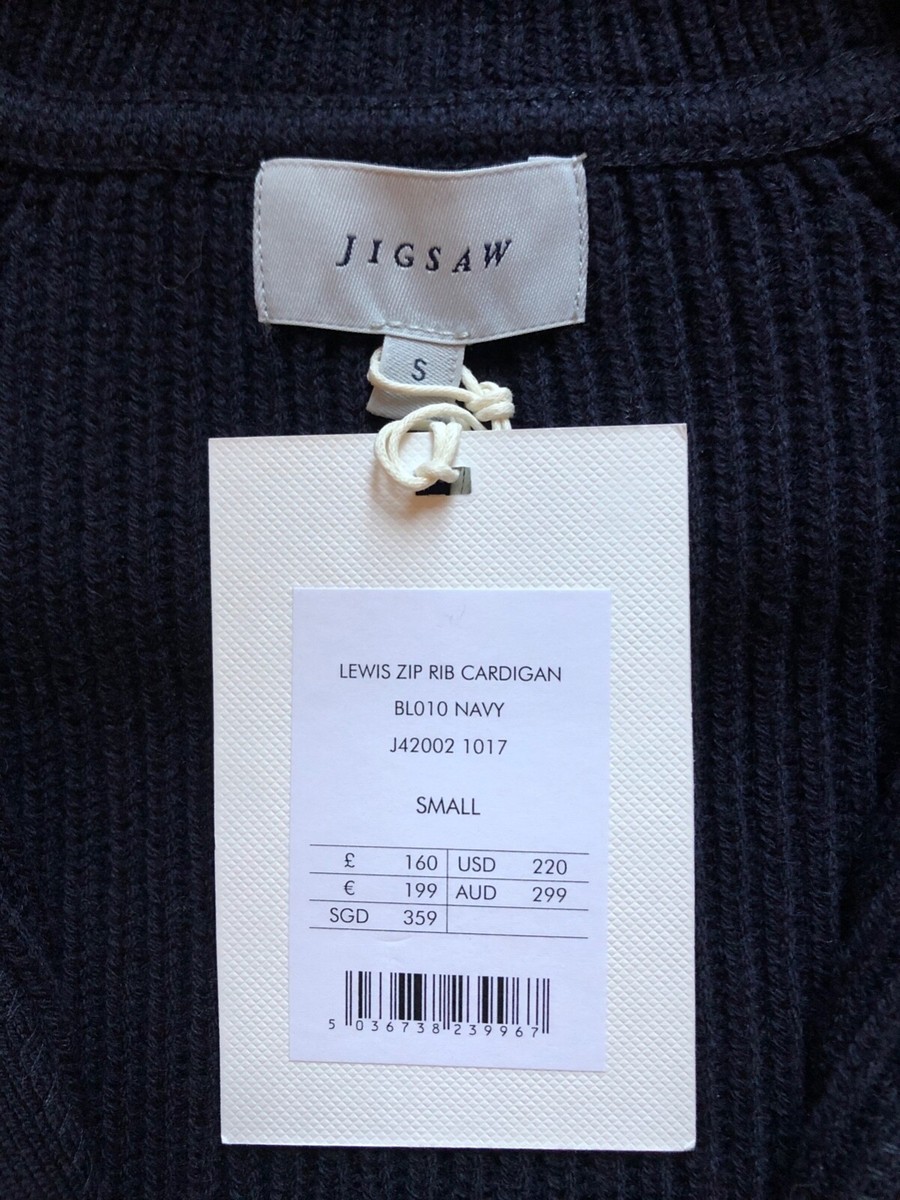 JIGSAW
S
LEWIS ZIP RIB CARDIGAN
BL010 NAVY
J42002 1017
SMALL
£ 160 USD 220
€ 199 AUD 299
SGD 359
5 036738 239967